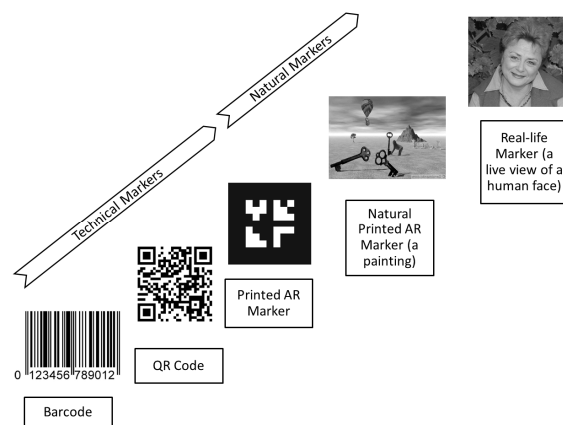 Natural Markers
Technical Markers
Real-life
Marker (a
live view of a
human face)
Natural
Printed AR
Marker (a
painting)
Printed AR
Marker
QR Code
0 123456 789012
Barcode